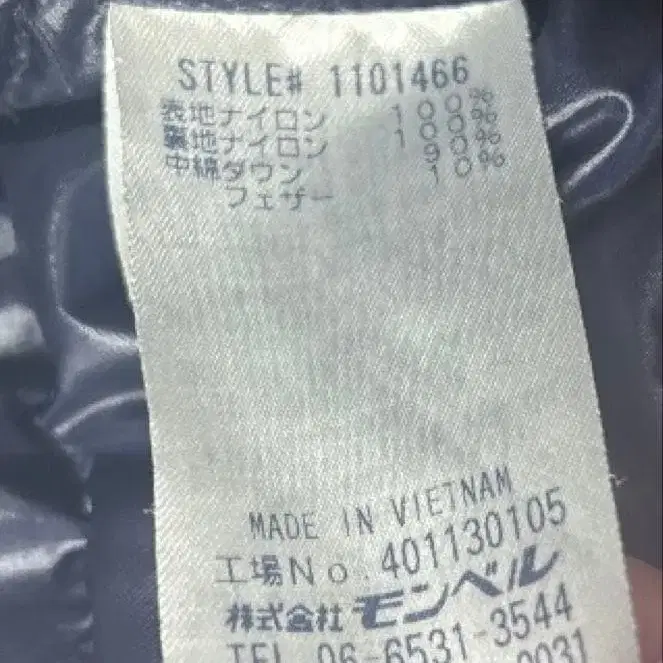 STYLE# 1101466
表地ナイロン 100%
裏地ナイロン 100%
中綿ダウン 90%
フェザー 10%
MADE IN VIETNAM
工場No. 401130105
株式会社 モンベル
TEL 06-6531-3544
0031